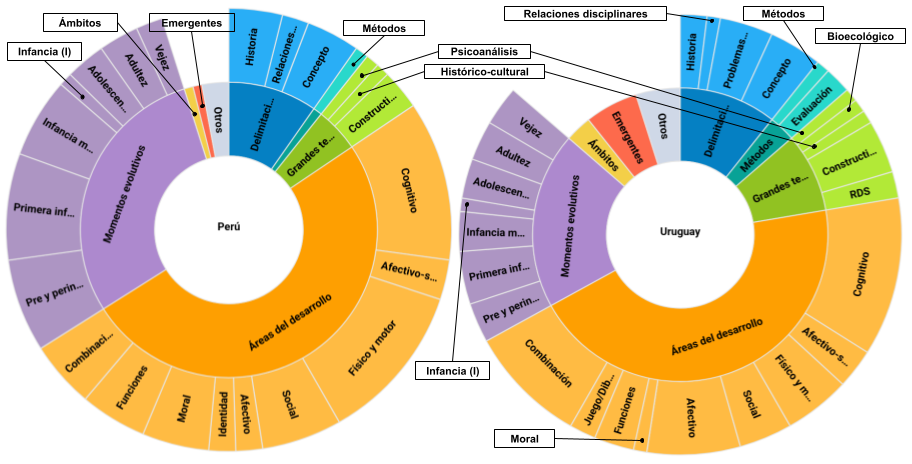 Ámbitos
Emergentes
Infancia (I)
Métodos
Relaciones disciplinares
Métodos
Psicoanálisis
Bioecológico
Histórico-cultural
Perú
Historia
Relaciones...
Concepto
Constructi...
Cognitivo
Afectivo-s...
Físico y motor
Social
Afectivo
Identidad
Moral
Funciones
Combinaci...
Pre y perin...
Primera inf...
Infancia m...
Adolescen...
Adultez
Vejez
Otros
Delimitaci...
Grandes te...
Áreas del desarrollo
Momentos evolutivos
Uruguay
Historia
Problemas...
Concepto
Evaluación
Constructi...
RDS
Cognitivo
Afectivo-s...
Físico y m...
Social
Afectivo
Funciones
Juego/Dib...
Combinación
Pre y perin...
Primera inf...
Infancia m...
Adolescen...
Adultez
Vejez
Otros
Delimitaci...
Métodos
Grandes te...
Áreas del desarrollo
Momentos evolutivos
Ámbitos
Emergentes
Infancia (I)
Moral